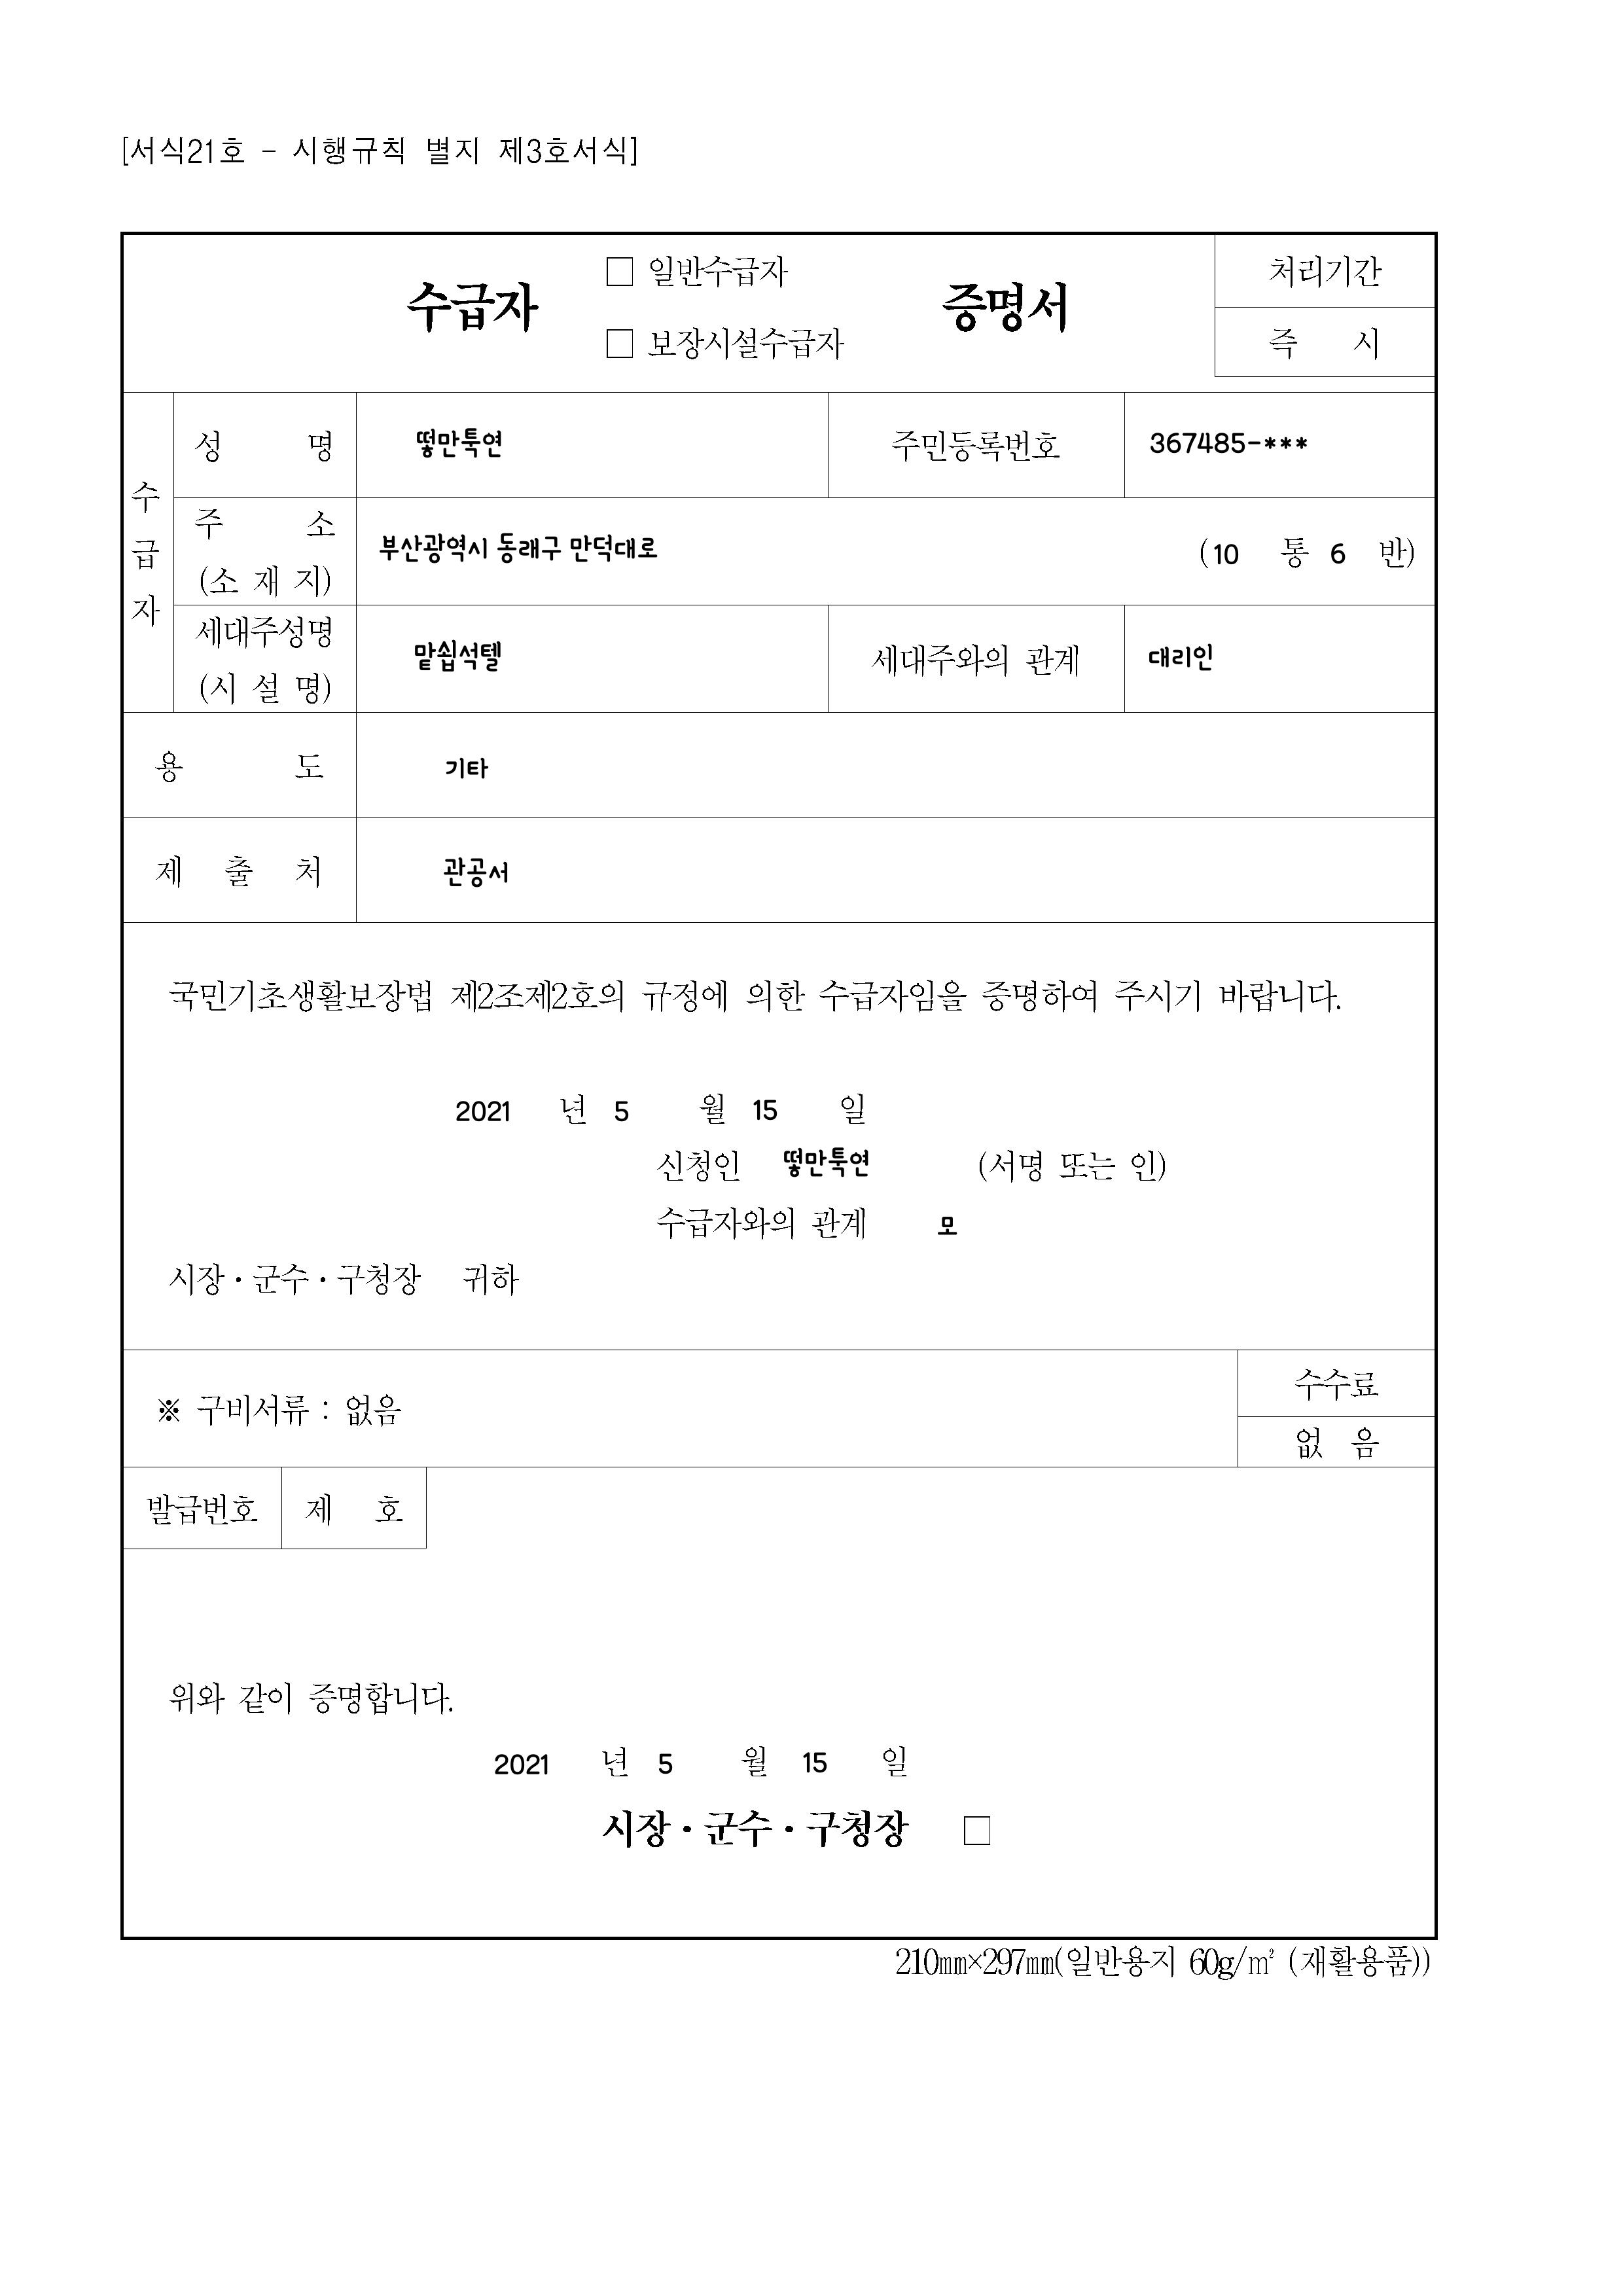 [서식21호 - 시행규칙 별지 제3호서식]
수급자 □ 일반수급자 □ 보장시설수급자 증명서
처리기간
즉 시
수급자
성 명 떻만툭연 주민등록번호 367485-***
주 소 (소 재 지) 부산광역시 동래구 만덕대로 (10 통 6 반)
세대주성명 (시 설 명) 맡쇱석텔 세대주와의 관계 대리인
용 도 기타
제 출 처 관공서
국민기초생활보장법 제2조제2호의 규정에 의한 수급자임을 증명하여 주시기 바랍니다.
2021 년 5 월 15 일
신청인 떻만툭연 (서명 또는 인)
수급자와의 관계 모
시장·군수·구청장 귀하
※ 구비서류 : 없음
수수료
없 음
발급번호 제 호
위와 같이 증명합니다.
2021 년 5 월 15 일
시장·군수·구청장 □
210㎜×297㎜(일반용지 60g/㎡ (재활용품))